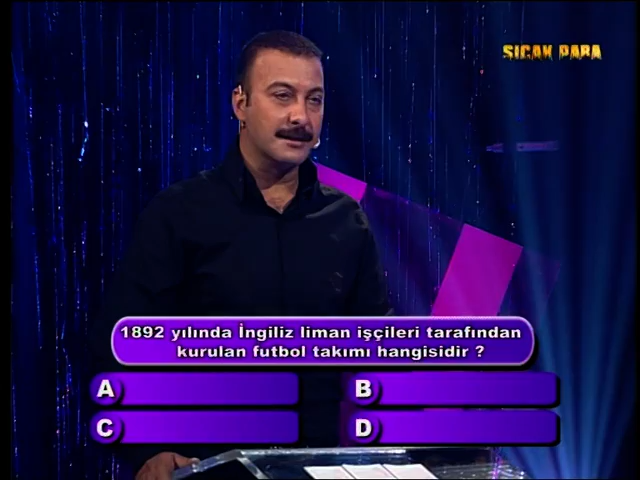 SICAK PARA
1892 yılında İngiliz liman işçileri tarafından
kurulan futbol takımı hangisidir ?
A
B
C
D